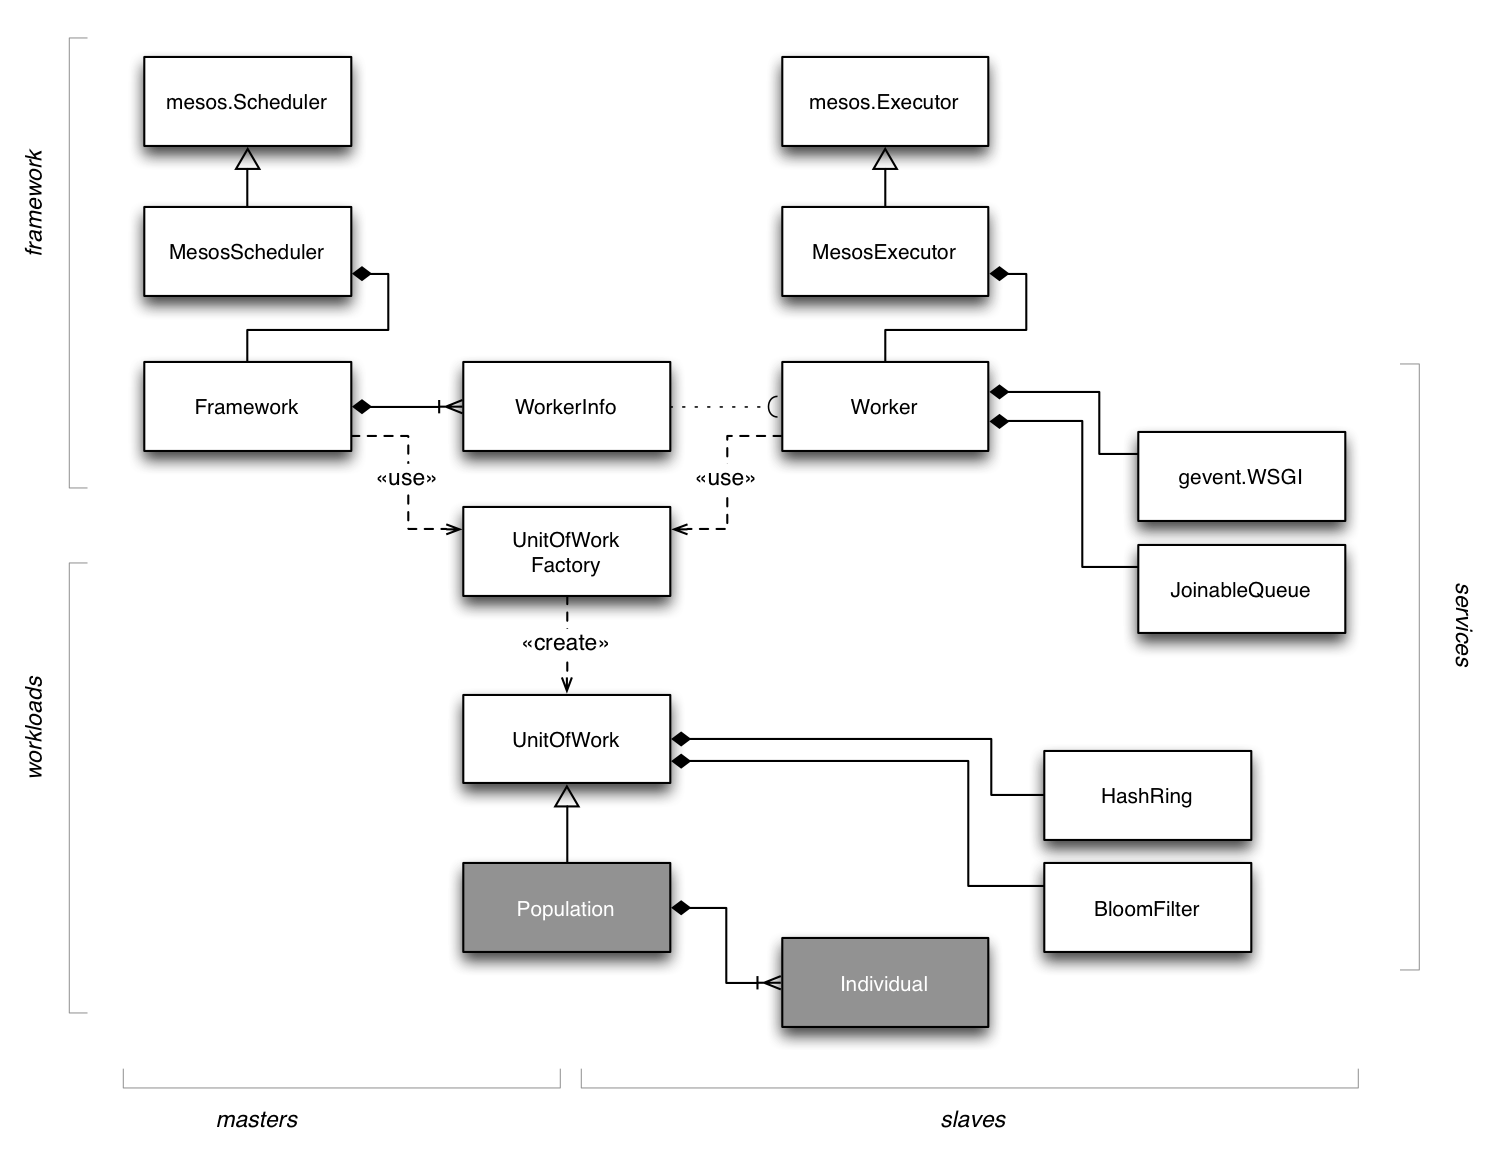 mesos.Scheduler
mesos.Executor
framework
MesosScheduler
MesosExecutor
Framework
WorkerInfo
Worker
«use»
«use»
gevent.WSGI
UnitOfWork
Factory
JoinableQueue
services
«create»
workloads
UnitOfWork
HashRing
Population
BloomFilter
Individual
masters
slaves